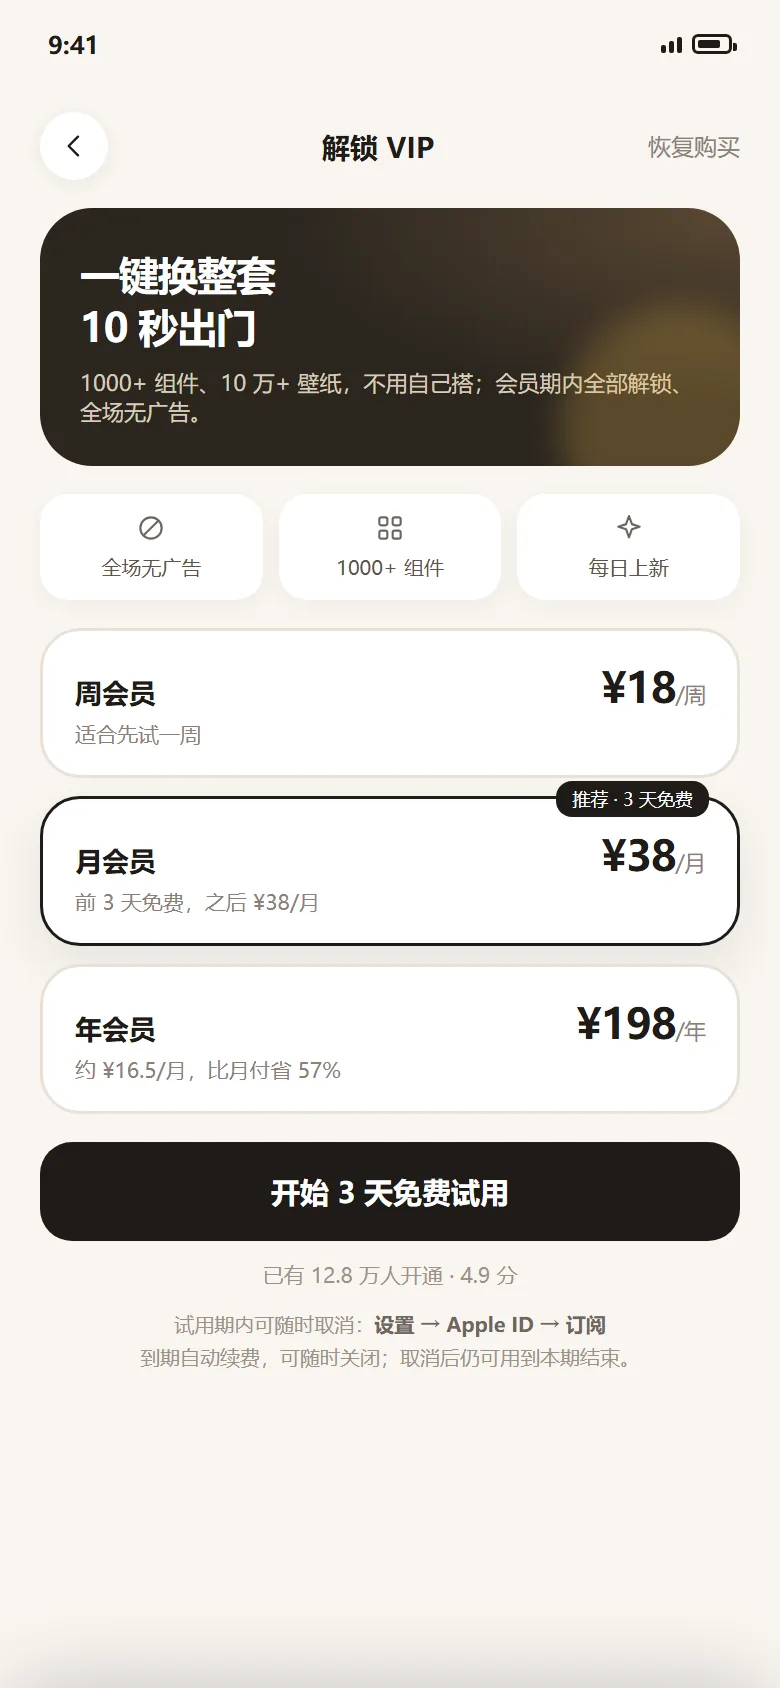 9:41
解锁 VIP
恢复购买
一键换整套
10 秒出门
1000+ 组件、10 万+ 壁纸，不用自己搭；会员期内全部解锁、
全场无广告。
全场无广告
1000+ 组件
每日上新
周会员
¥18/周
适合先试一周
推荐 · 3 天免费
月会员
¥38/月
前 3 天免费，之后 ¥38/月
年会员
¥198/年
约 ¥16.5/月，比月付省 57%
开始 3 天免费试用
已有 12.8 万人开通 · 4.9 分
试用期内可随时取消：设置 → Apple ID → 订阅
到期自动续费，可随时关闭；取消后仍可用到本期结束。